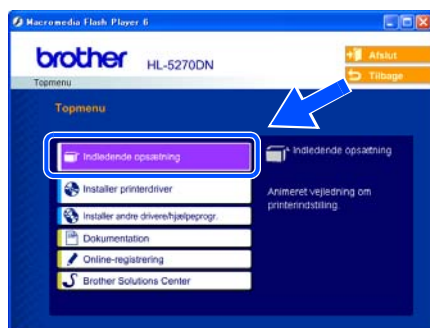 Macromedia Flash Player 6
brother HL-5270DN
Afslut
Tilbage
Topmenu
Topmenu
Indledende opsætning
Installer printerdriver
Installer andre drivere/hjælpeprogr.
Dokumentation
Online-registrering
Brother Solutions Center
Indledende opsætning
Animeret vejledning om
printerindstilling.